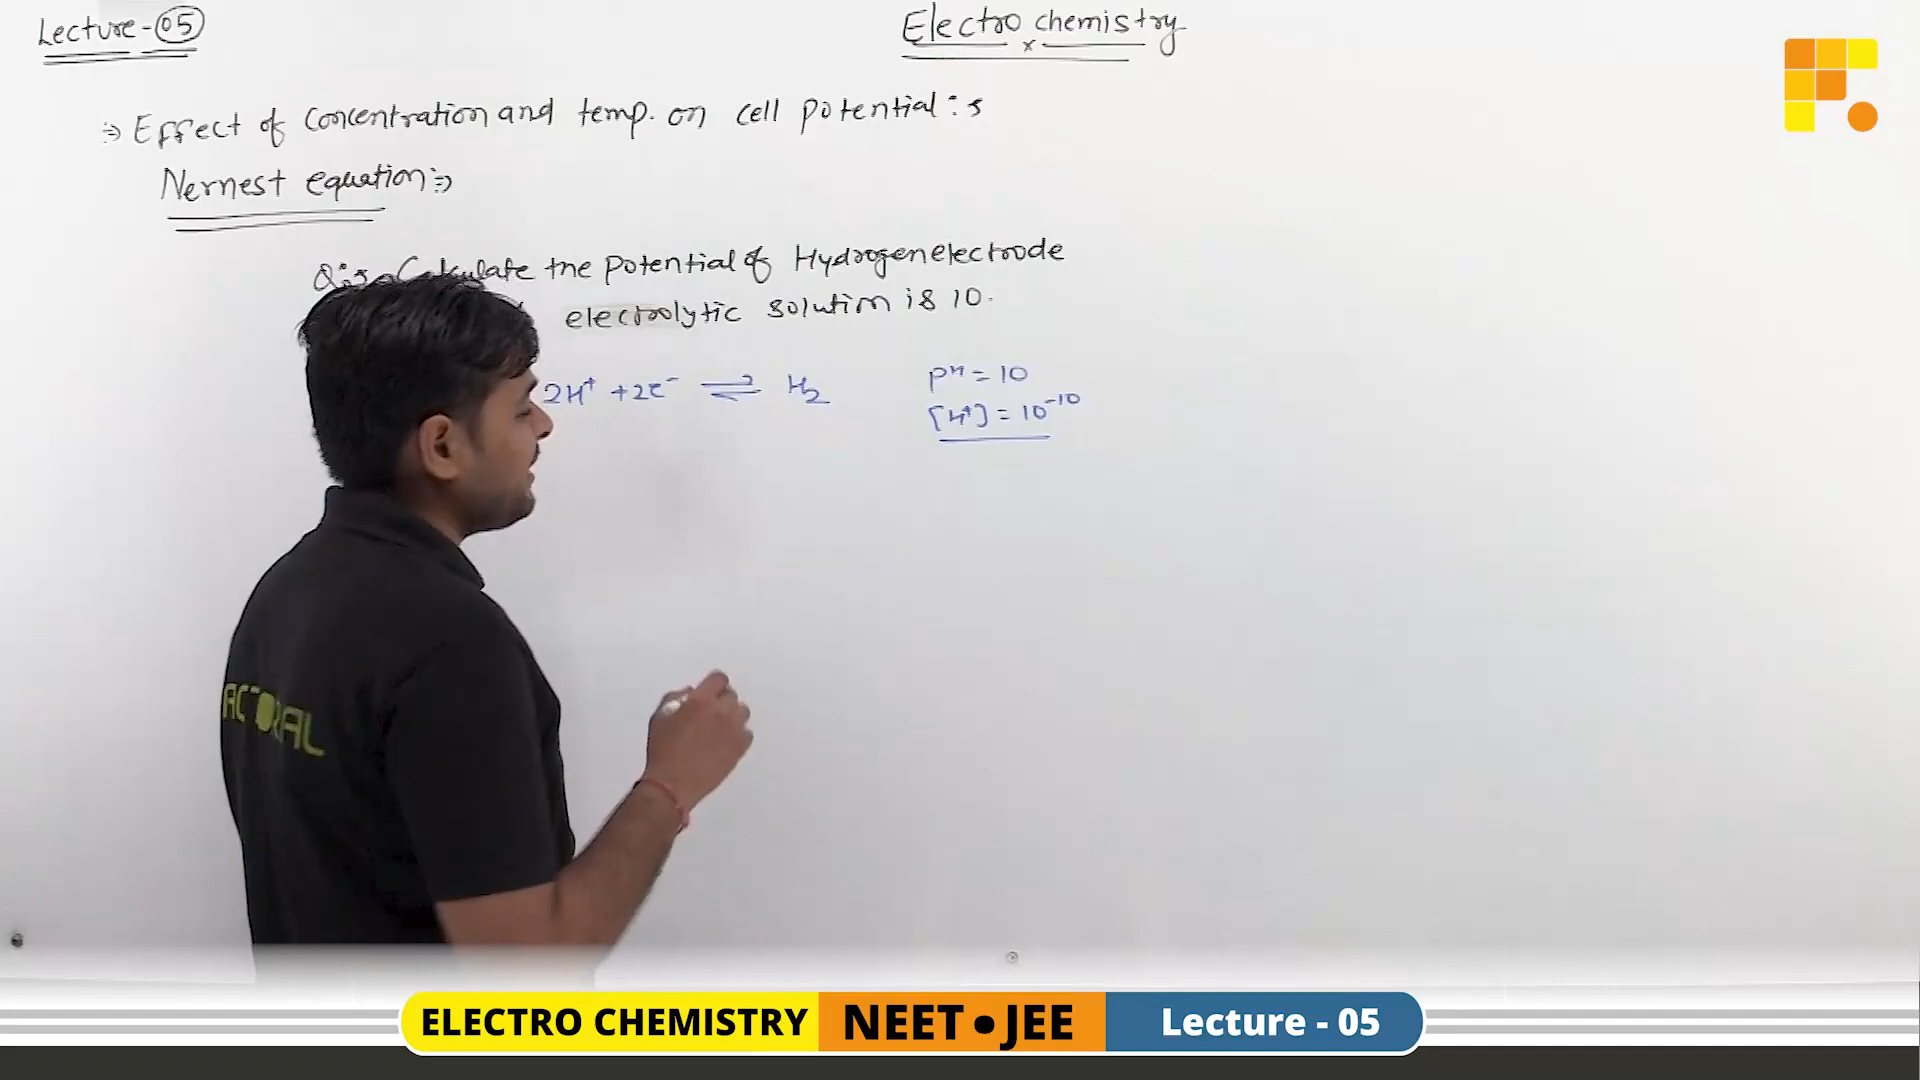 Lecture-05
Electro chemistry
⇒ Effect of concentration and temp. on cell potential:⇒
Nernest equation:⇒
Q:⇒ Calculate the potential of Hydrogen electrode
electrolytic solution is 10.
2H⁺ + 2e⁻ ⇌ H₂
pH = 10
[H⁺] = 10⁻¹⁰
ELECTRO CHEMISTRY
NEET • JEE
Lecture - 05